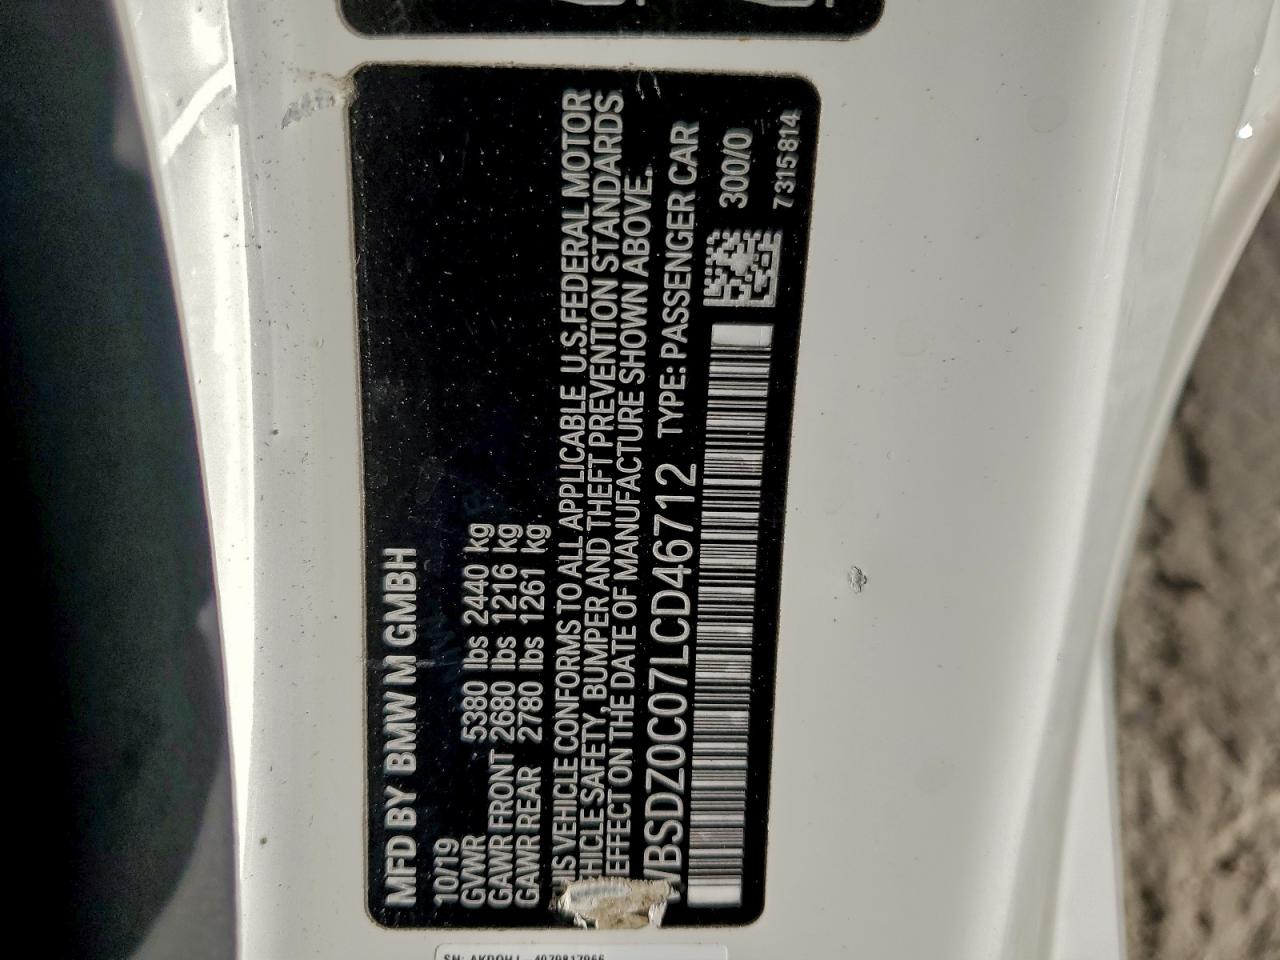 MFD BY BMW M GMBH
10/19
GVWR 5380 lbs 2440 kg
GAWR FRONT 2680 lbs 1216 kg
GAWR REAR 2780 lbs 1261 kg
THIS VEHICLE CONFORMS TO ALL APPLICABLE U.S.FEDERAL MOTOR
VEHICLE SAFETY, BUMPER AND THEFT PREVENTION STANDARDS
EFFECT ON THE DATE OF MANUFACTURE SHOWN ABOVE.
WBSDZ0C07LCD46712 TYPE: PASSENGER CAR
300/0
7315814